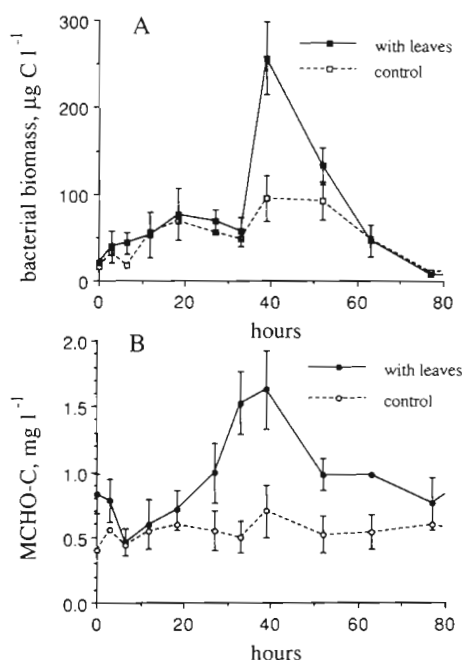 A
300
200
100
0
bacterial biomass, µg C l⁻¹
with leaves
control
0 20 40 60 80
hours
B
2.0
1.5
1.0
0.5
0.0
MCHO-C, mg l⁻¹
with leaves
control
0 20 40 60 80
hours